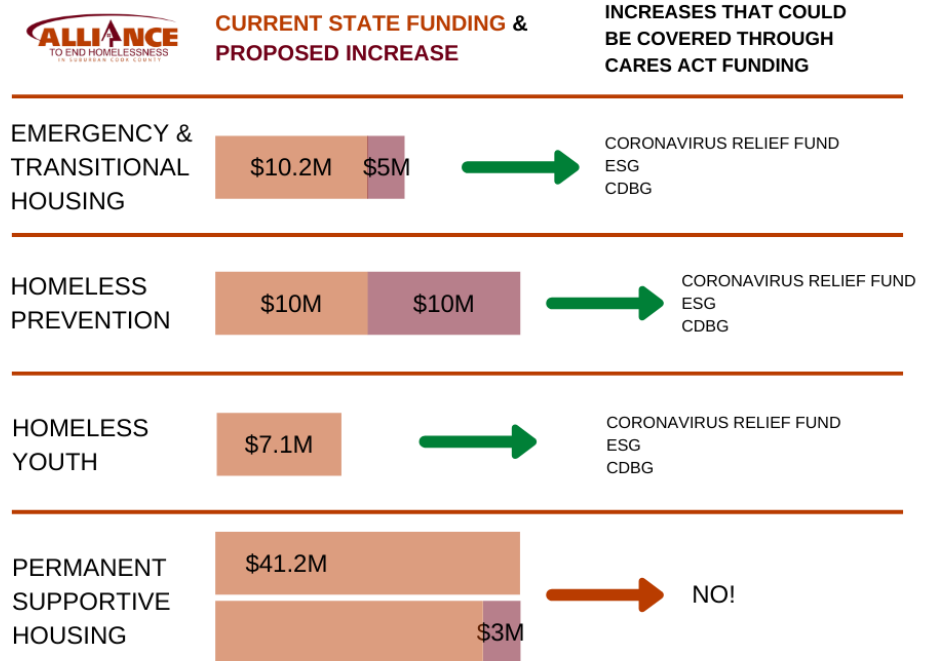 ALLIANCE
TO END HOMELESSNESS
IN SUBURBAN COOK COUNTY
CURRENT STATE FUNDING &
PROPOSED INCREASE
INCREASES THAT COULD
BE COVERED THROUGH
CARES ACT FUNDING
EMERGENCY &
TRANSITIONAL
HOUSING
$10.2M
$5M
CORONAVIRUS RELIEF FUND
ESG
CDBG
HOMELESS
PREVENTION
$10M
$10M
CORONAVIRUS RELIEF FUND
ESG
CDBG
HOMELESS
YOUTH
$7.1M
CORONAVIRUS RELIEF FUND
ESG
CDBG
PERMANENT
SUPPORTIVE
HOUSING
$41.2M
$3M
NO!